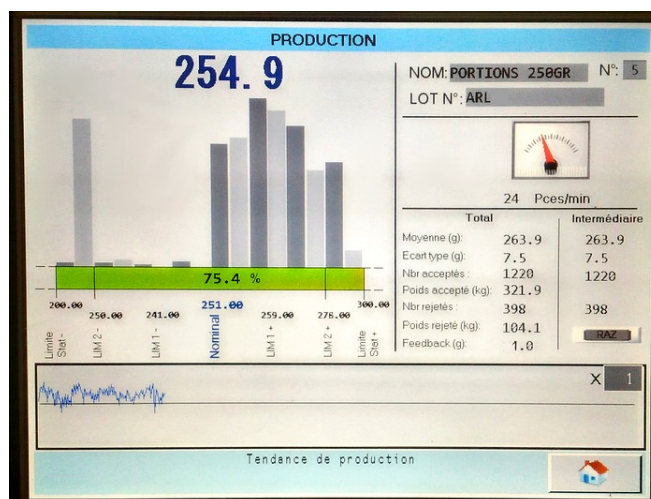 PRODUCTION
254.9
NOM: PORTIONS 250GR N°: 5
LOT N°: ARL
24 Pces/min
Total Intermédiaire
Moyenne (g): 263.9 263.9
Ecart type (g): 7.5 7.5
Nbr acceptés : 1220 1220
Poids accepté (kg): 321.9
Nbr rejetés : 398 398
Poids rejeté (kg): 104.1 RAZ
Feedback (g): 1.0
75.4 %
200.00 250.00 241.00 251.00 259.00 276.00 300.00
Limite Stat -
LIM 2 -
LIM 1 -
Nominal
LIM 1 +
LIM 2 +
Limite Stat +
X 1
Tendance de production